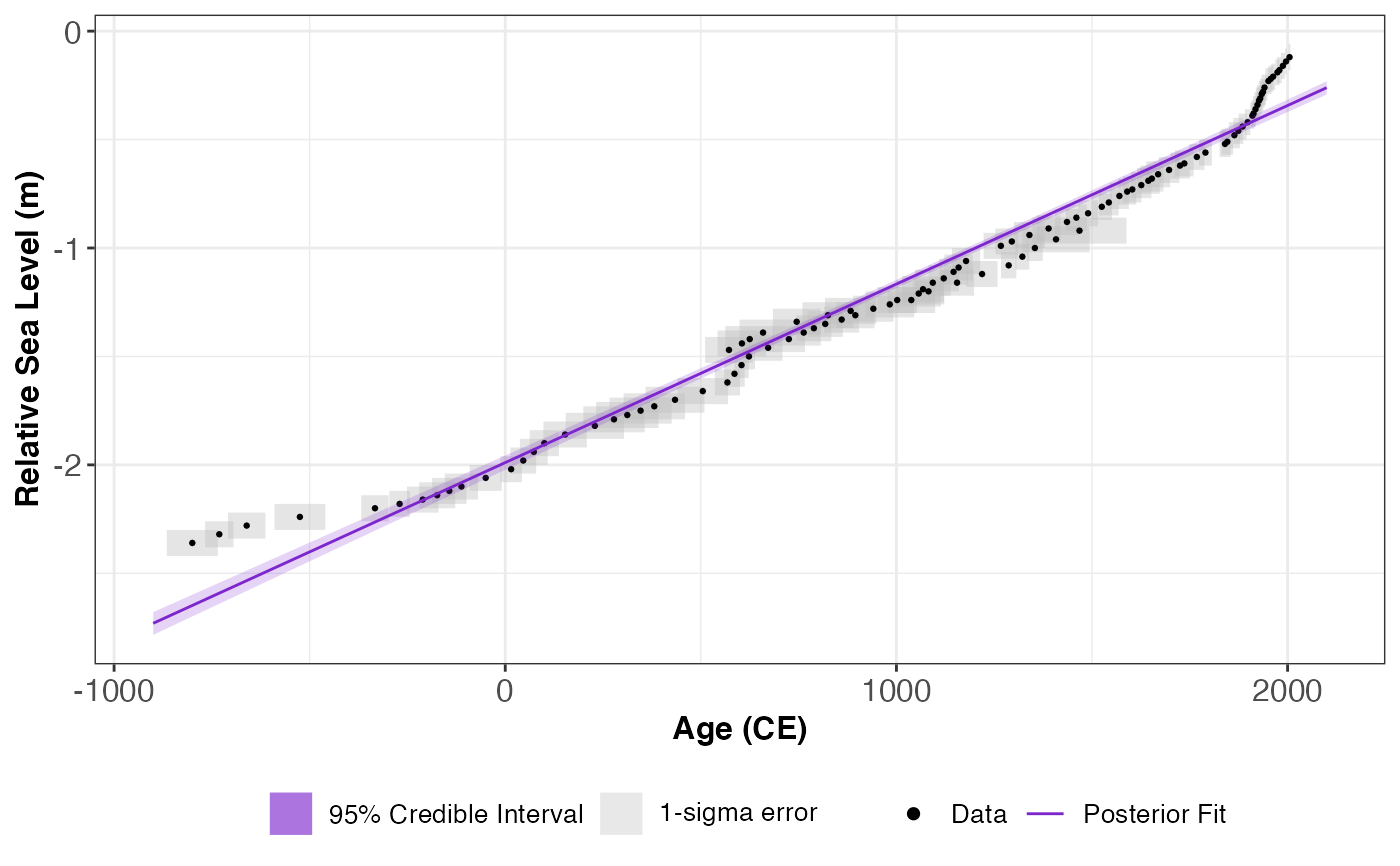 0
-1
-2
Relative Sea Level (m)
-1000 0 1000 2000
Age (CE)
95% Credible Interval 1-sigma error Data Posterior Fit